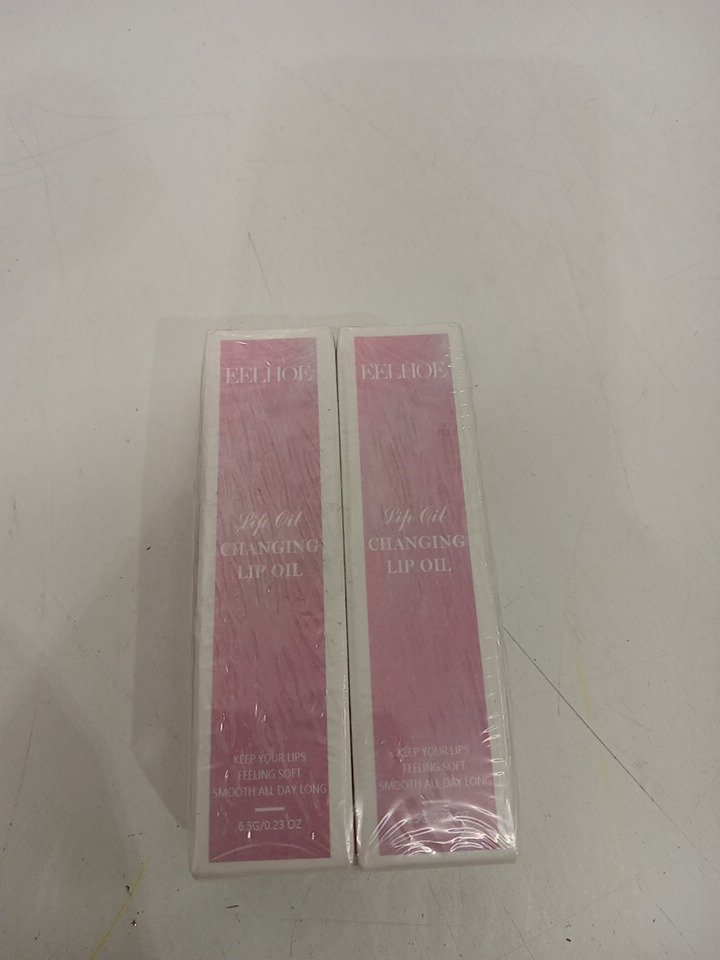 EELHOE
Lip Oil
CHANGING
LIP OIL
KEEP YOUR LIPS
FEELING SOFT
SMOOTH ALL DAY LONG
6.5G/0.23 OZ
EELHOE
Lip Oil
CHANGING
LIP OIL
KEEP YOUR LIPS
FEELING SOFT
SMOOTH ALL DAY LONG